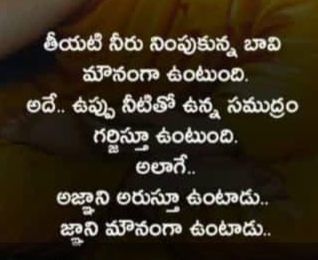 తీయటి నీరు నింపుకున్న బావి
మౌనంగా ఉంటుంది.
అదే.. ఉప్పు నీటితో ఉన్న సముద్రం
గర్జిస్తూ ఉంటుంది.
అలాగే..
అజ్ఞాని అరుస్తూ ఉంటాడు..
జ్ఞాని మౌనంగా ఉంటాడు..